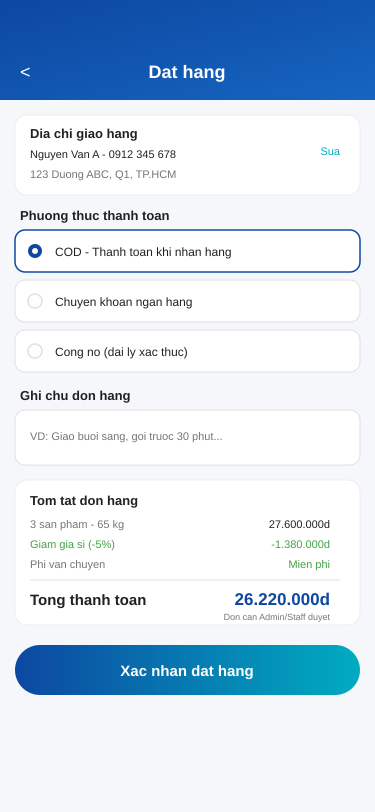 <
Dat hang
Dia chi giao hang
Nguyen Van A - 0912 345 678
Sua
123 Duong ABC, Q1, TP.HCM
Phuong thuc thanh toan
COD - Thanh toan khi nhan hang
Chuyen khoan ngan hang
Cong no (dai ly xac thuc)
Ghi chu don hang
VD: Giao buoi sang, goi truoc 30 phut...
Tom tat don hang
3 san pham - 65 kg 27.600.000d
Giam gia si (-5%) -1.380.000d
Phi van chuyen Mien phi
Tong thanh toan 26.220.000d
Don can Admin/Staff duyet
Xac nhan dat hang